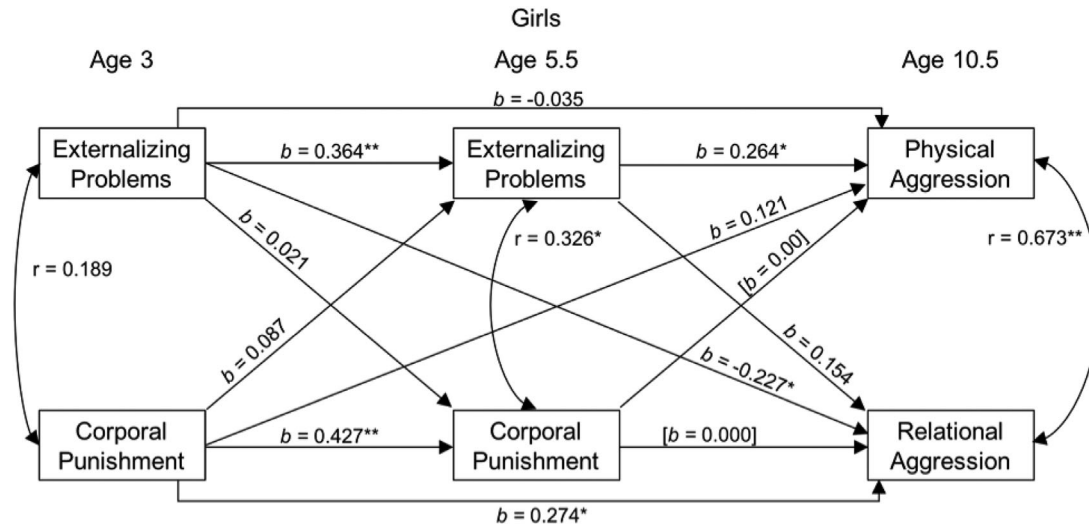 Girls
Age 3
Age 5.5
Age 10.5
b = -0.035
Externalizing
Problems
b = 0.364**
Externalizing
Problems
b = 0.264*
Physical
Aggression
b = 0.121
r = 0.326*
r = 0.673**
b = 0.021
[b = 0.00]
r = 0.189
b = 0.087
b = 0.154
b = -0.227*
Corporal
Punishment
b = 0.427**
Corporal
Punishment
[b = 0.000]
Relational
Aggression
b = 0.274*